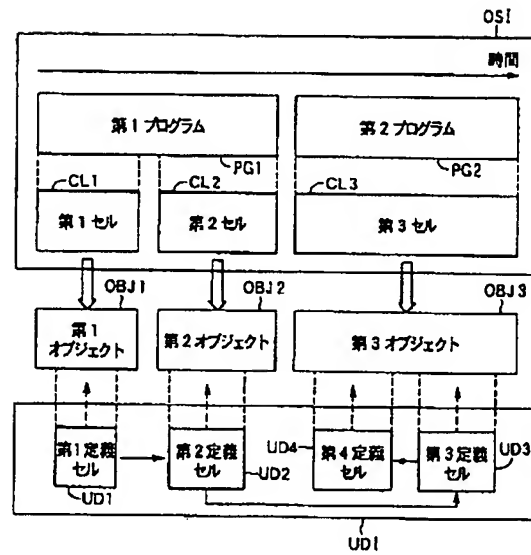 OSI
時間
第1プログラム
第2プログラム
PG1
PG2
CL1
CL2
CL3
第1セル
第2セル
第3セル
OBJ1
OBJ2
OBJ3
第1
オブジェクト
第2オブジェクト
第3オブジェクト
第1定義
セル
第2定義
セル
UD4
第4定義
セル
第3定義
セル
UD3
UD1
UD2
UDI